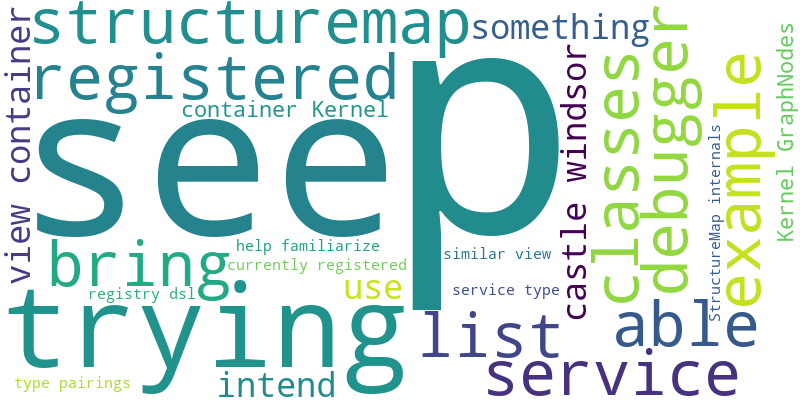 structuremap
something
registered
container Kernel
see
p
view container
castle windsor
classes
debugger
example
StructureMap internals
Kernel GraphNodes
bring
help familiarize
currently registered
similar view
registry dsl
use
service type
trying
list
able
service
type pairings
intend